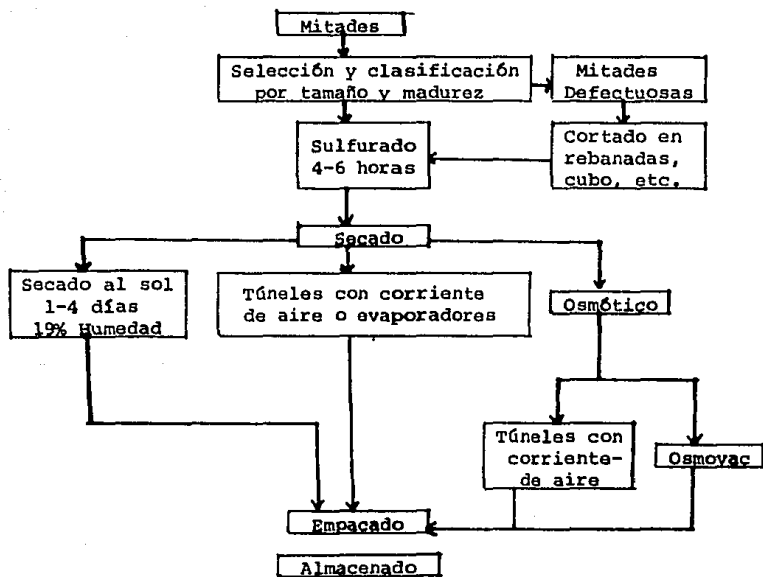 Mitades
Selección y clasificación
por tamaño y madurez
Mitades
Defectuosas
Sulfurado
4-6 horas
Cortado en
rebanadas,
cubo, etc.
Secado
Secado al sol
1-4 días
19% Humedad
Túneles con corriente
de aire o evaporadores
Osmótico
Túneles con
corriente-
de aire
Osmovac
Empacado
Almacenado